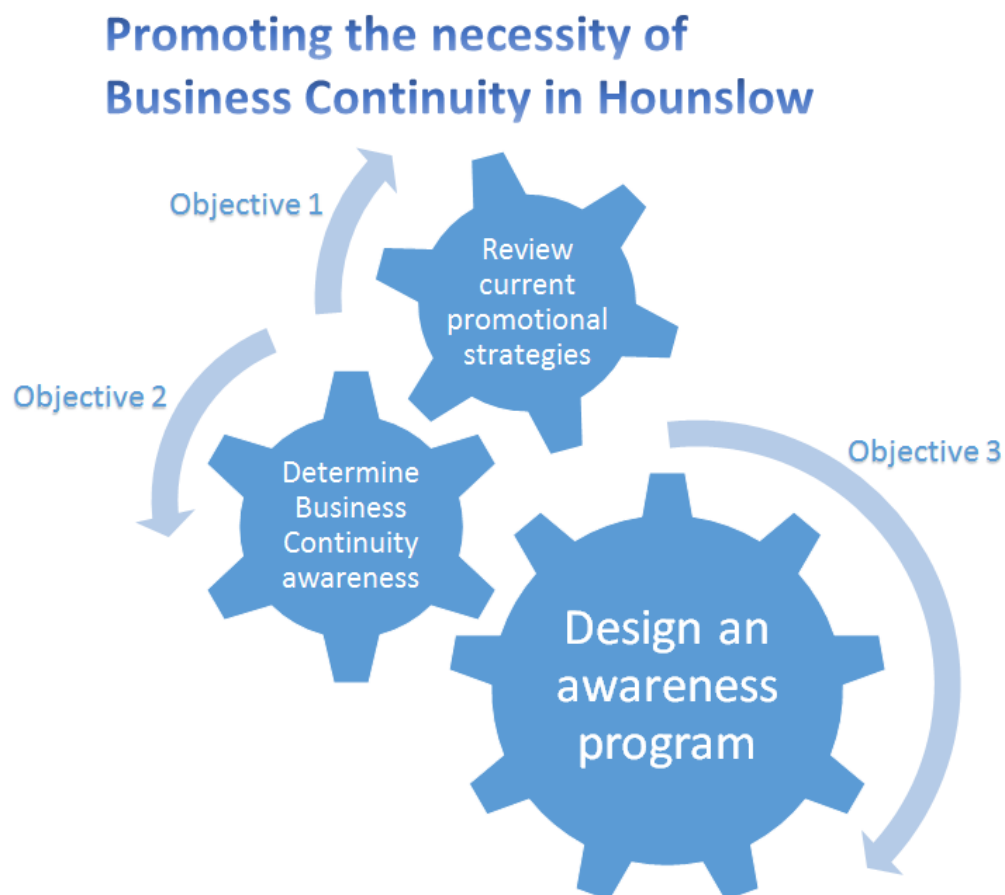 Promoting the necessity of
Business Continuity in Hounslow
Objective 1
Review
current
promotional
strategies
Objective 2
Determine
Business
Continuity
awareness
Objective 3
Design an
awareness
program